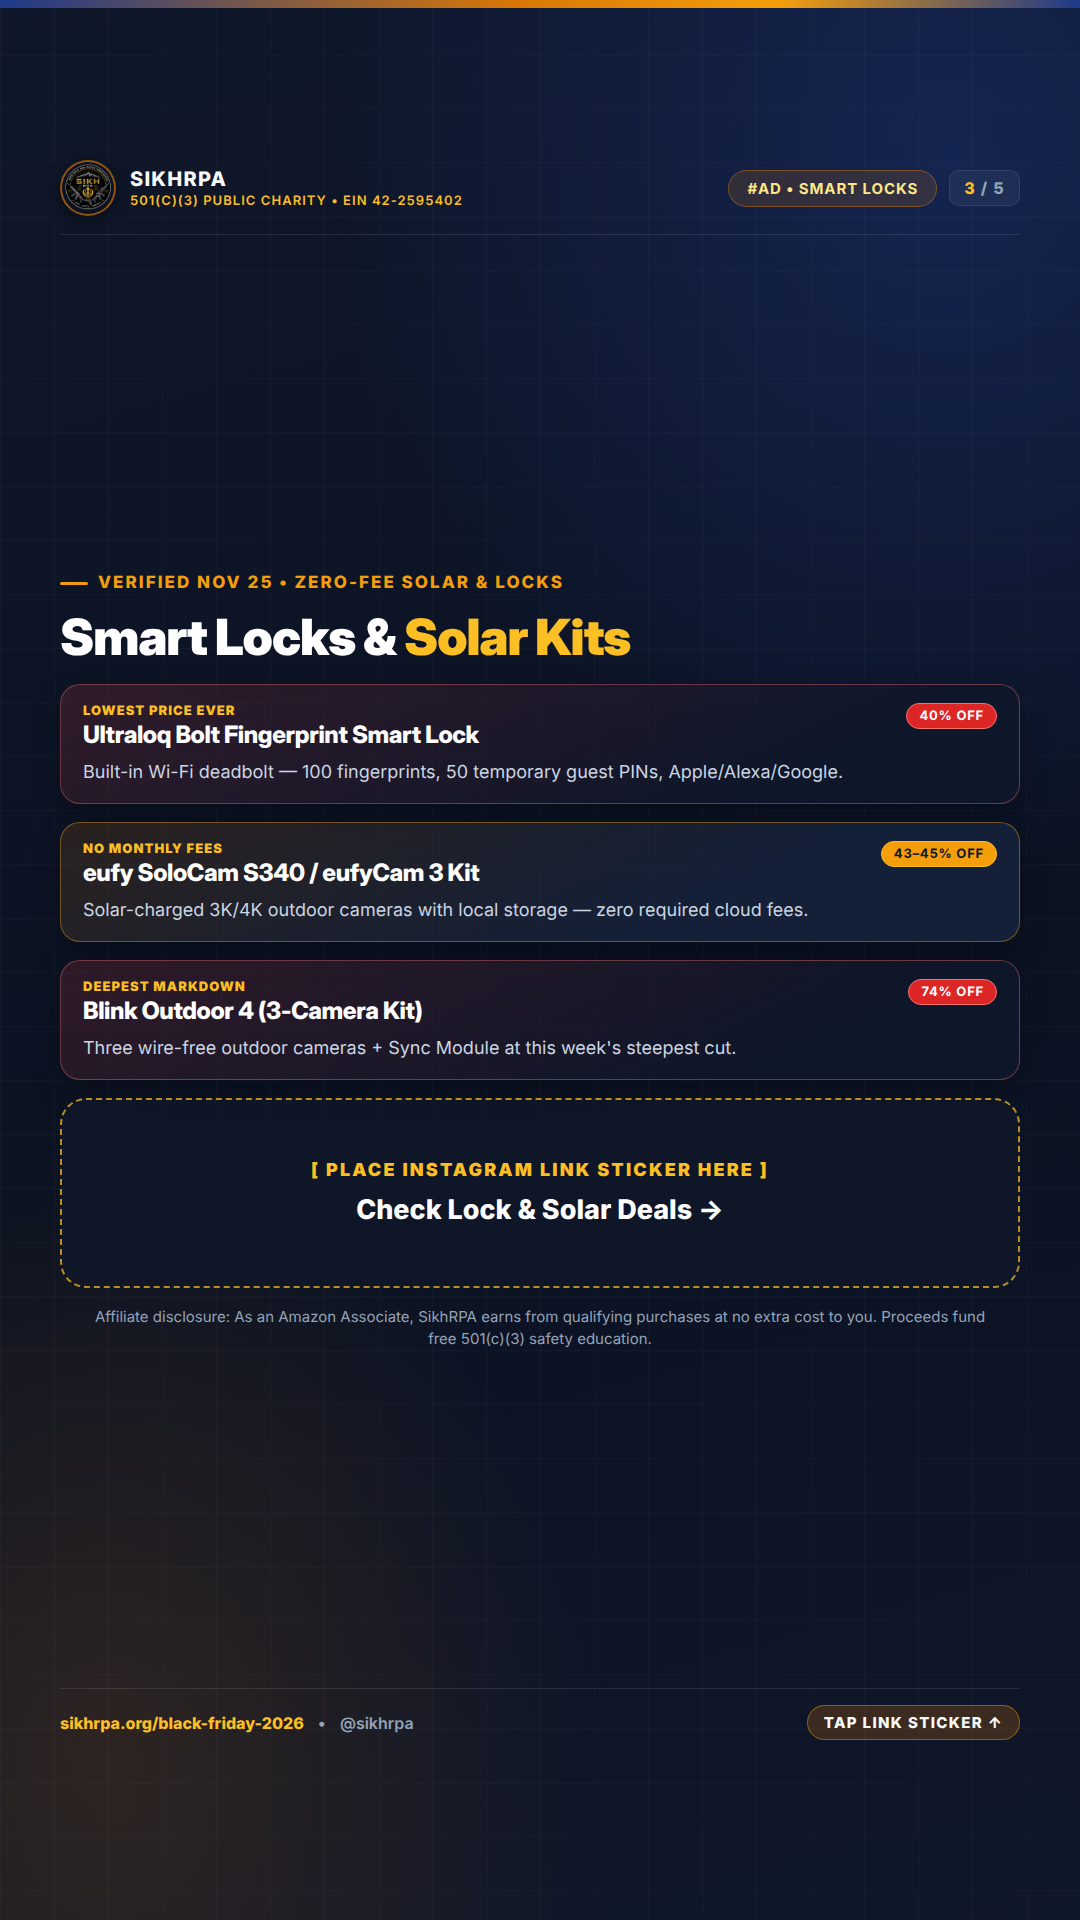 SIKH
SIKHRPA
501(C)(3) PUBLIC CHARITY • EIN 42-2595402
#AD • SMART LOCKS
3 / 5
VERIFIED NOV 25 • ZERO-FEE SOLAR & LOCKS
Smart Locks & Solar Kits
LOWEST PRICE EVER
40% OFF
Ultraloq Bolt Fingerprint Smart Lock
Built-in Wi-Fi deadbolt — 100 fingerprints, 50 temporary guest PINs, Apple/Alexa/Google.
NO MONTHLY FEES
43–45% OFF
eufy SoloCam S340 / eufyCam 3 Kit
Solar-charged 3K/4K outdoor cameras with local storage — zero required cloud fees.
DEEPEST MARKDOWN
74% OFF
Blink Outdoor 4 (3-Camera Kit)
Three wire-free outdoor cameras + Sync Module at this week's steepest cut.
[ PLACE INSTAGRAM LINK STICKER HERE ]
Check Lock & Solar Deals →
Affiliate disclosure: As an Amazon Associate, SikhRPA earns from qualifying purchases at no extra cost to you. Proceeds fund
free 501(c)(3) safety education.
sikhrpa.org/black-friday-2026 • @sikhrpa
TAP LINK STICKER ↑